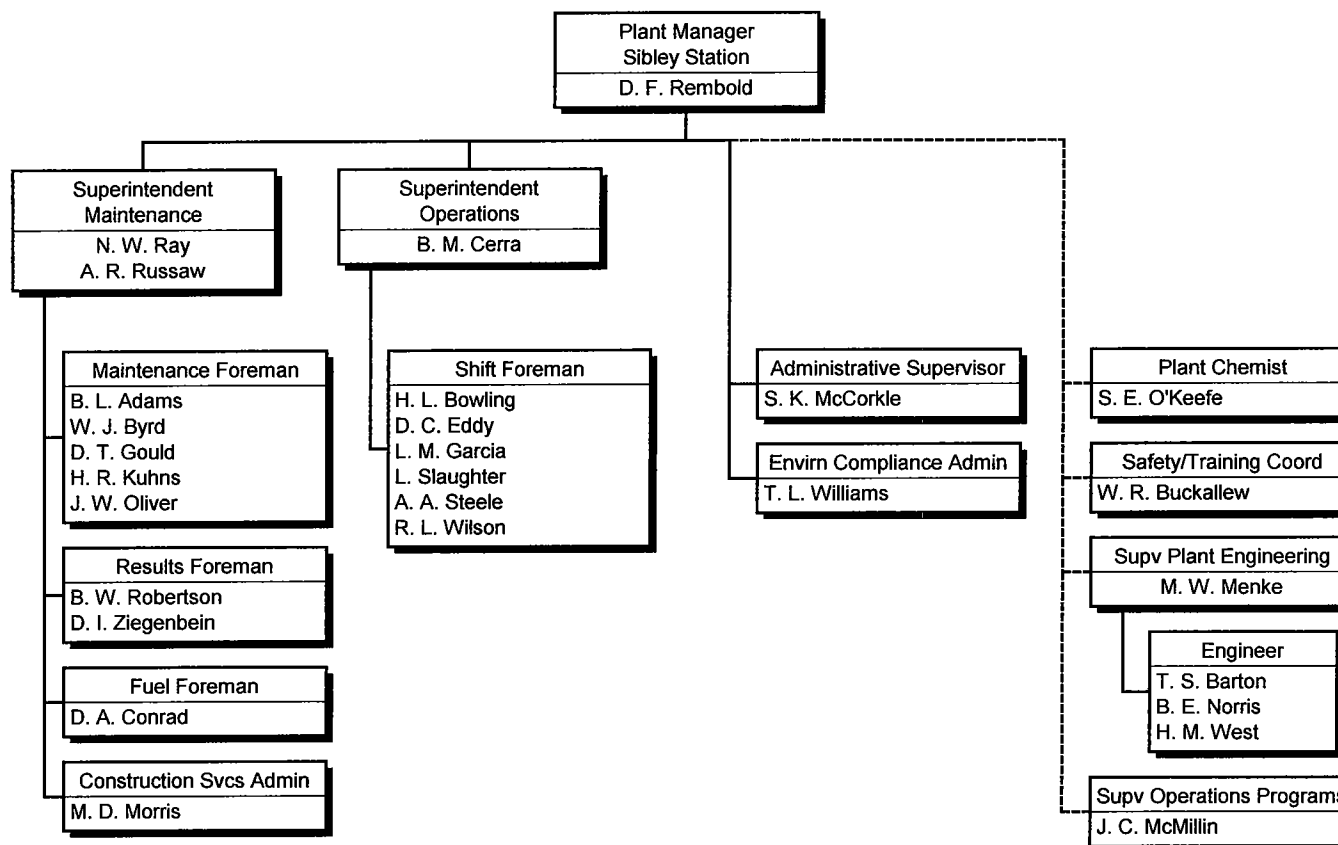 Plant Manager
Sibley Station
D. F. Rembold
Superintendent
Maintenance
N. W. Ray
A. R. Russaw
Superintendent
Operations
B. M. Cerra
Maintenance Foreman
B. L. Adams
W. J. Byrd
D. T. Gould
H. R. Kuhns
J. W. Oliver
Results Foreman
B. W. Robertson
D. I. Ziegenbein
Fuel Foreman
D. A. Conrad
Construction Svcs Admin
M. D. Morris
Shift Foreman
H. L. Bowling
D. C. Eddy
L. M. Garcia
L. Slaughter
A. A. Steele
R. L. Wilson
Administrative Supervisor
S. K. McCorkle
Envirn Compliance Admin
T. L. Williams
Plant Chemist
S. E. O'Keefe
Safety/Training Coord
W. R. Buckallew
Supv Plant Engineering
M. W. Menke
Engineer
T. S. Barton
B. E. Norris
H. M. West
Supv Operations Programs
J. C. McMillin